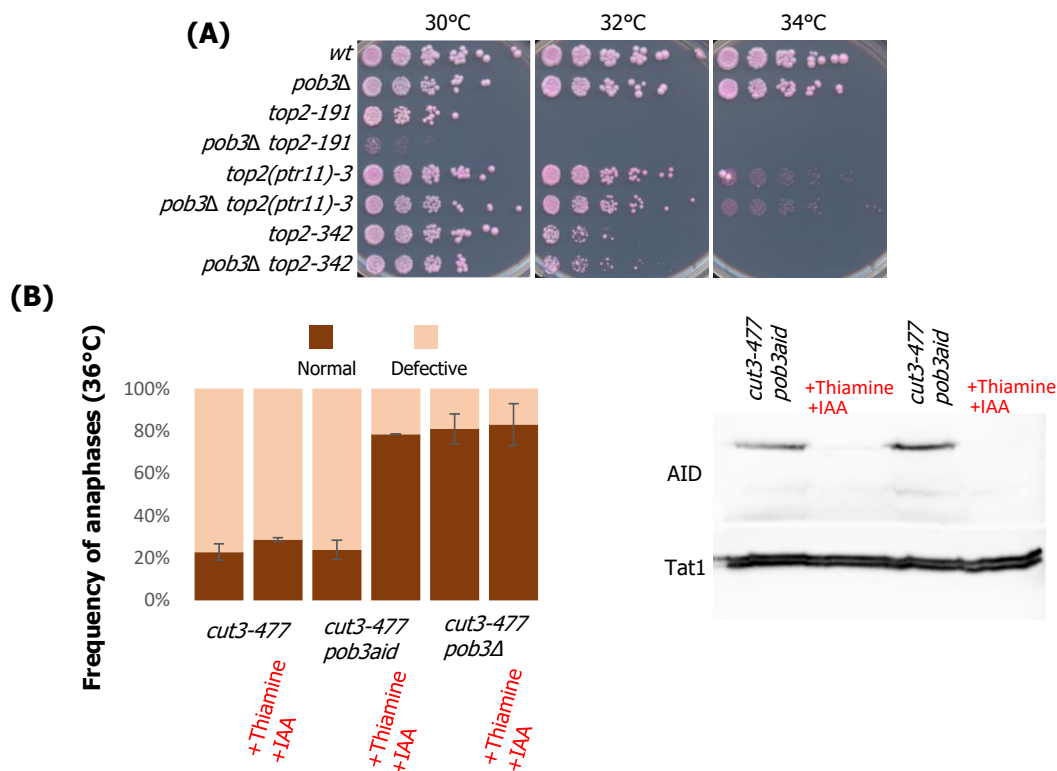 (A)
30°C
32°C
34°C
wt
pob3Δ
top2-191
pob3Δ top2-191
top2(ptr11)-3
pob3Δ top2(ptr11)-3
top2-342
pob3Δ top2-342
(B)
Frequency of anaphases (36°C)
Normal
Defective
100%
80%
60%
40%
20%
0%
cut3-477
cut3-477
pob3aid
cut3-477
pob3Δ
+Thiamine
+IAA
+Thiamine
+IAA
+Thiamine
+IAA
cut3-477
pob3aid
+Thiamine
+IAA
cut3-477
pob3aid
+Thiamine
+IAA
AID
Tat1